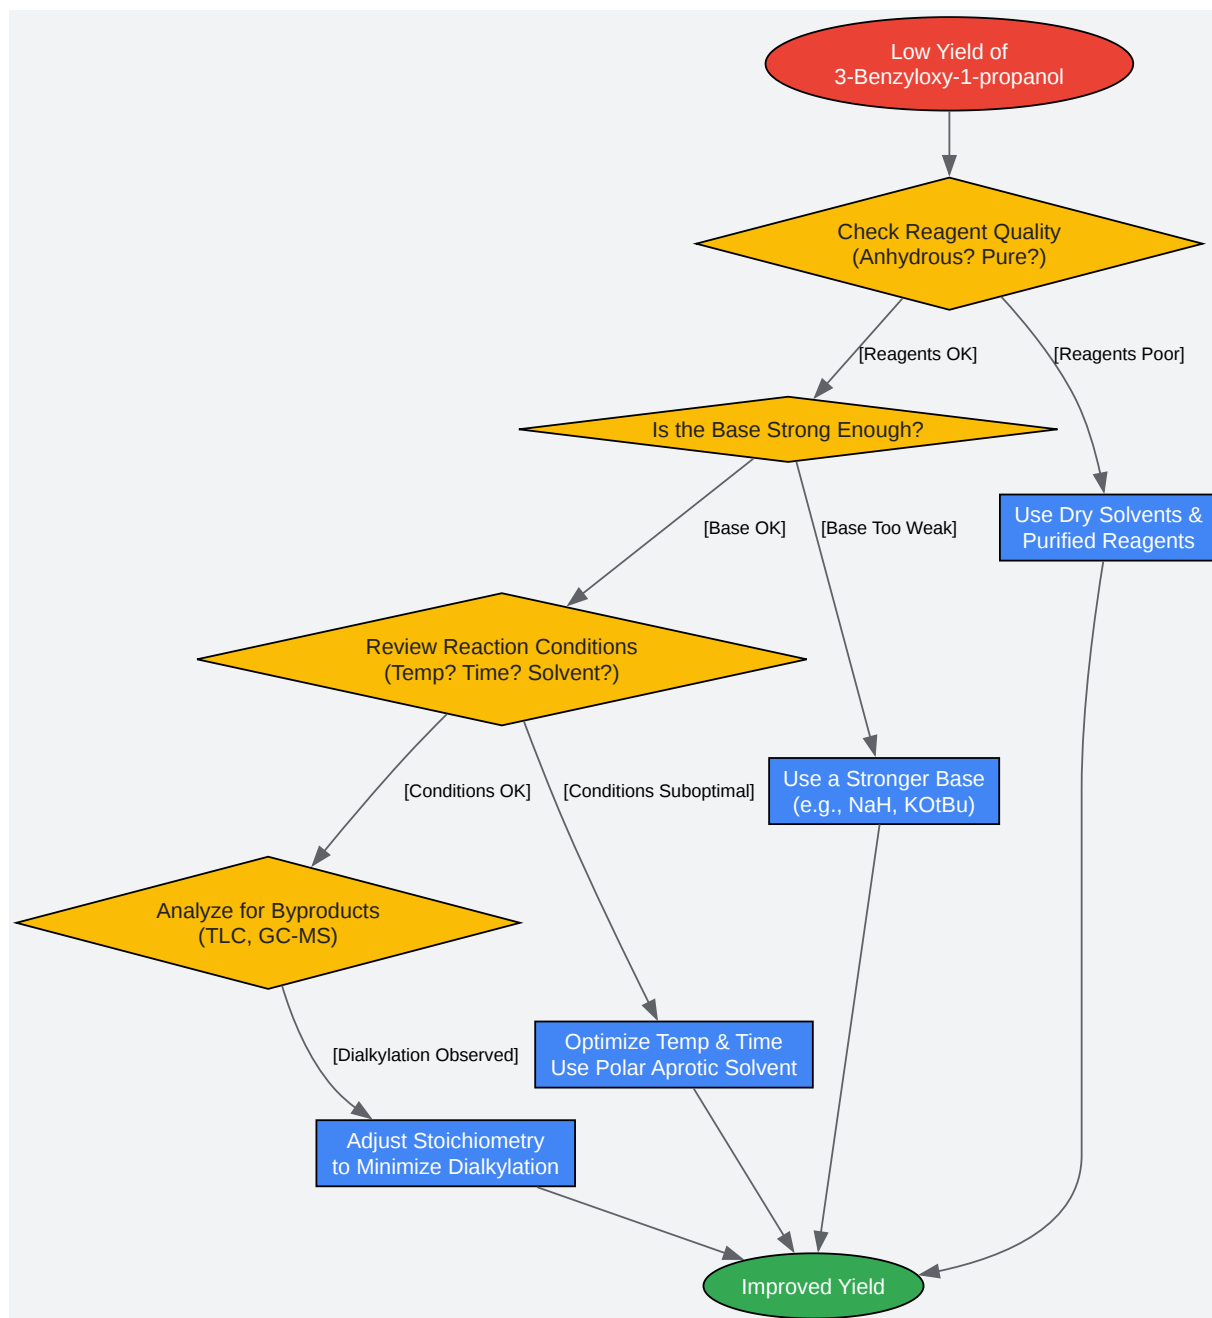 Low Yield of
3-Benzyloxy-1-propanol
Check Reagent Quality
(Anhydrous? Pure?)
[Reagents OK]
[Reagents Poor]
Is the Base Strong Enough?
Use Dry Solvents &
Purified Reagents
[Base OK]
[Base Too Weak]
Review Reaction Conditions
(Temp? Time? Solvent?)
Use a Stronger Base
(e.g., NaH, KOtBu)
[Conditions OK]
[Conditions Suboptimal]
Analyze for Byproducts
(TLC, GC-MS)
Optimize Temp & Time
Use Polar Aprotic Solvent
[Dialkylation Observed]
Adjust Stoichiometry
to Minimize Dialkylation
Improved Yield